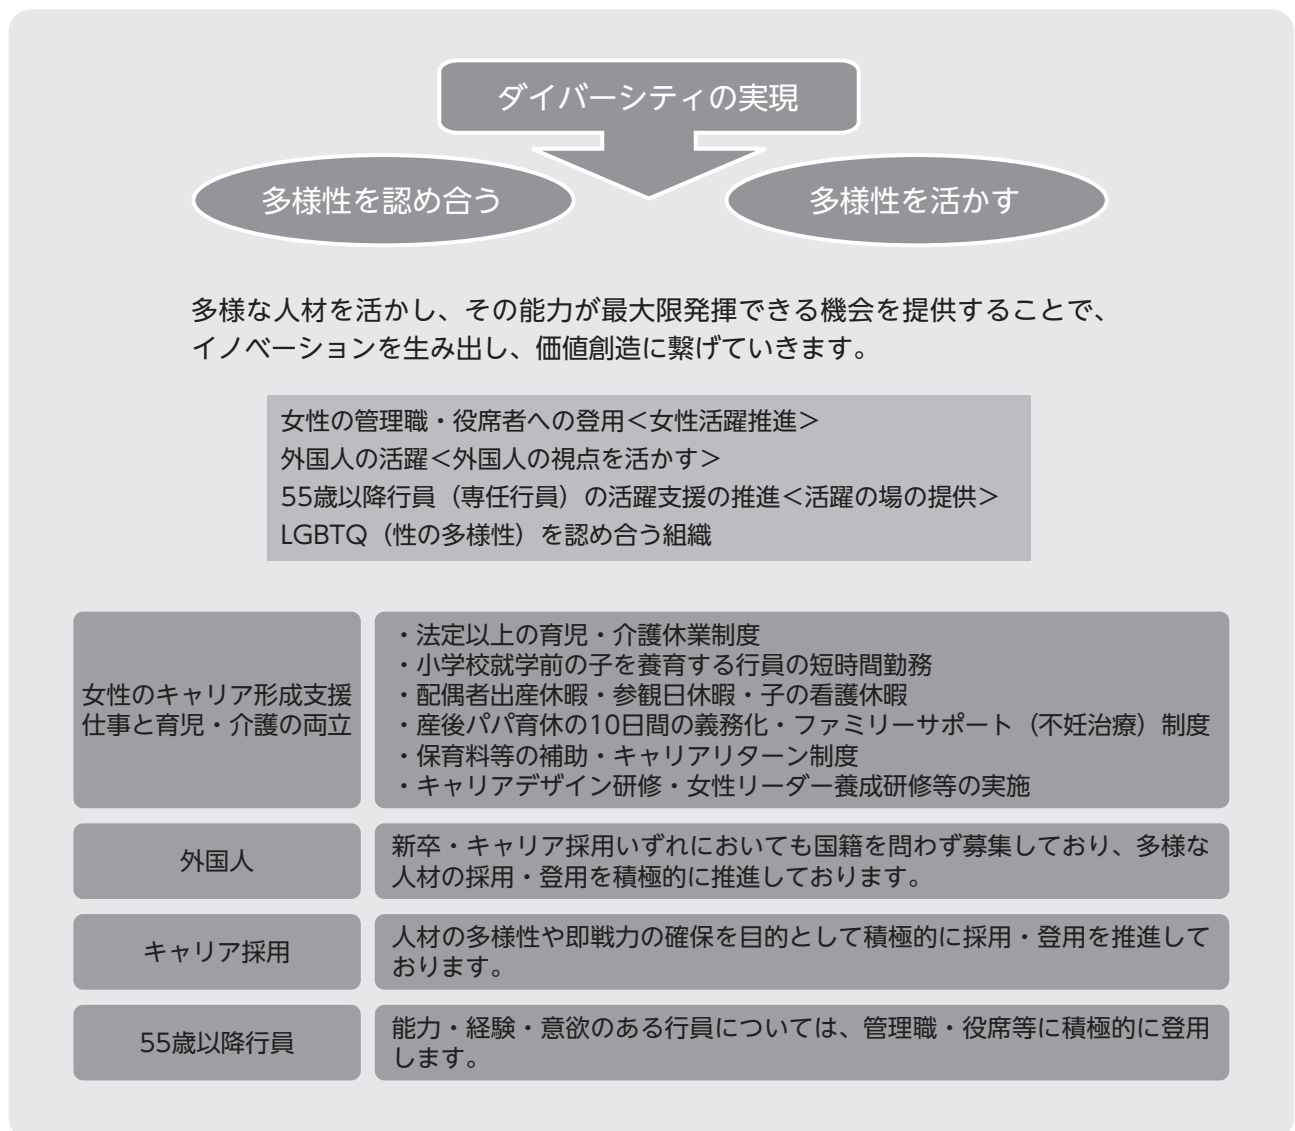 ダイバーシティの実現
多様性を認め合う
多様性を活かす
多様な人材を活かし、その能力が最大限発揮できる機会を提供することで、
イノベーションを生み出し、価値創造に繋げていきます。
女性の管理職・役席者への登用＜女性活躍推進＞
外国人の活躍＜外国人の視点を活かす＞
55歳以降行員（専任行員）の活躍支援の推進＜活躍の場の提供＞
LGBTQ（性の多様性）を認め合う組織
女性のキャリア形成支援
仕事と育児・介護の両立
・法定以上の育児・介護休業制度
・小学校就学前の子を養育する行員の短時間勤務
・配偶者出産休暇・参観日休暇・子の看護休暇
・産後パパ育休の10日間の義務化・ファミリーサポート（不妊治療）制度
・保育料等の補助・キャリアリターン制度
・キャリアデザイン研修・女性リーダー養成研修等の実施
外国人
新卒・キャリア採用いずれにおいても国籍を問わず募集しており、多様な
人材の採用・登用を積極的に推進しております。
キャリア採用
人材の多様性や即戦力の確保を目的として積極的に採用・登用を推進して
おります。
55歳以降行員
能力・経験・意欲のある行員については、管理職・役席等に積極的に登用
します。